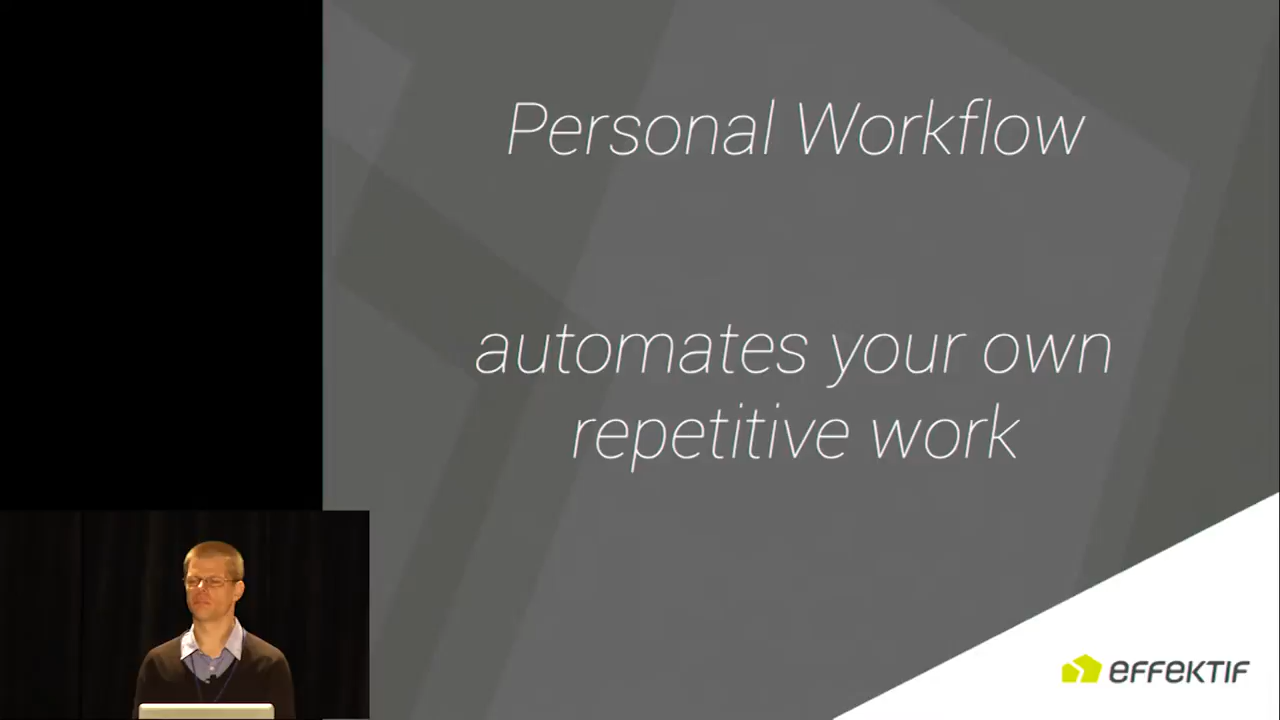 Personal Workflow
automates your own
repetitive work
effektif